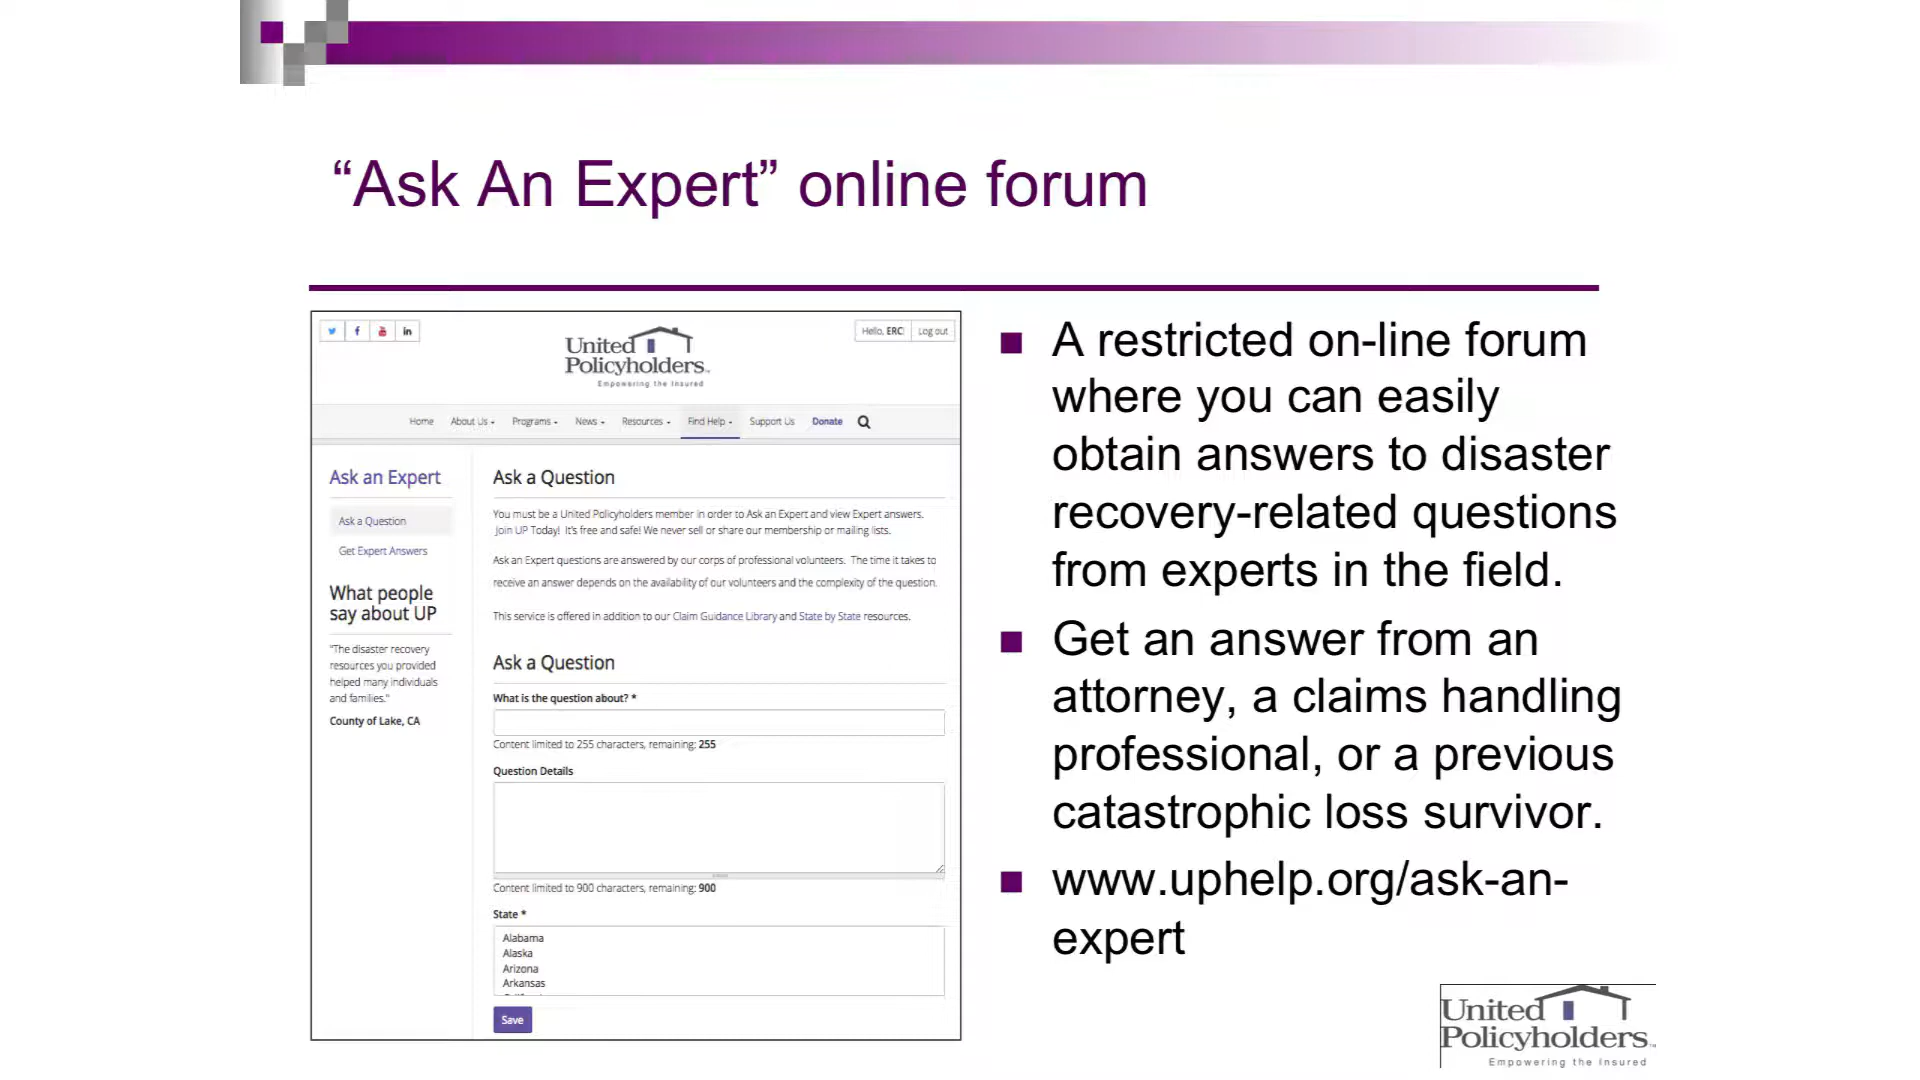 “Ask An Expert” online forum
Hello, ERC!
Log out
United
Policyholders
Empowering the Insured
Home About Us Programs News Resources Find Help Support Us Donate
Ask an Expert
Ask a Question
Get Expert Answers
What people
say about UP
"The disaster recovery
resources you provided
helped many individuals
and families."
County of Lake, CA
Ask a Question
You must be a United Policyholders member in order to Ask an Expert and view Expert answers.
Join UP Today! It's free and safe! We never sell or share our membership or mailing lists.
Ask an Expert questions are answered by our corps of professional volunteers. The time it takes to
receive an answer depends on the availability of our volunteers and the complexity of the question.
This service is offered in addition to our Claim Guidance Library and State by State resources.
Ask a Question
What is the question about? *
Content limited to 255 characters, remaining: 255
Question Details
Content limited to 900 characters, remaining: 900
State *
Alabama
Alaska
Arizona
Arkansas
Save
A restricted on-line forum
where you can easily
obtain answers to disaster
recovery-related questions
from experts in the field.
Get an answer from an
attorney, a claims handling
professional, or a previous
catastrophic loss survivor.
www.uphelp.org/ask-an-
expert
United
Policyholders™
Empowering the Insured